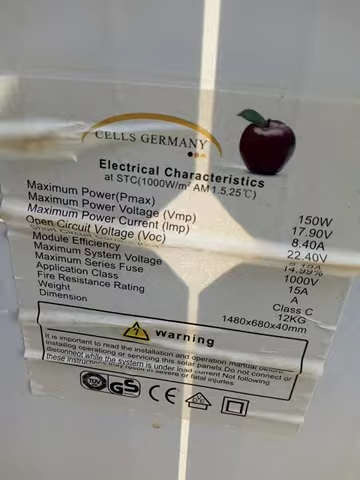 CELLS GERMANY
Electrical Characteristics
at STC(1000W/m² AM1.5.25℃)
Maximum Power(Pmax) 150W
Maximum Power Voltage (Vmp) 17.90V
Maximum Power Current (Imp) 8.40A
Open Circuit Voltage (Voc) 22.40V
Module Efficiency 14.99%
Maximum System Voltage 1000V
Maximum Series Fuse 15A
Application Class A
Fire Resistance Rating Class C
Weight 12KG
Dimension 1480x680x40mm
warning
It is important to read the installation and operation manual before
installing operationg or servicing this solar panels.Do not connect or
disconnect while the system is under load current Not following
these instructions may result in severe or fatal injuries
TÜV GS CE